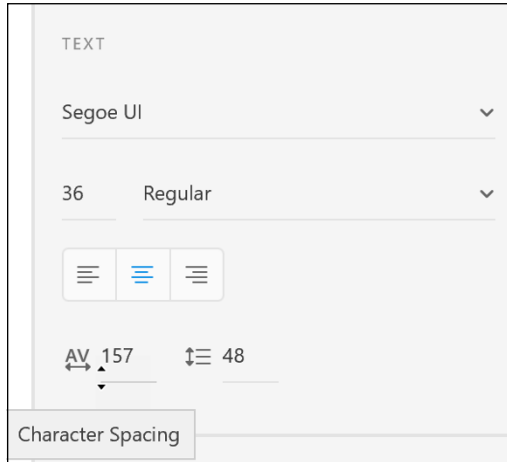 TEXT
Segoe UI
36 Regular
AV 157 48
Character Spacing